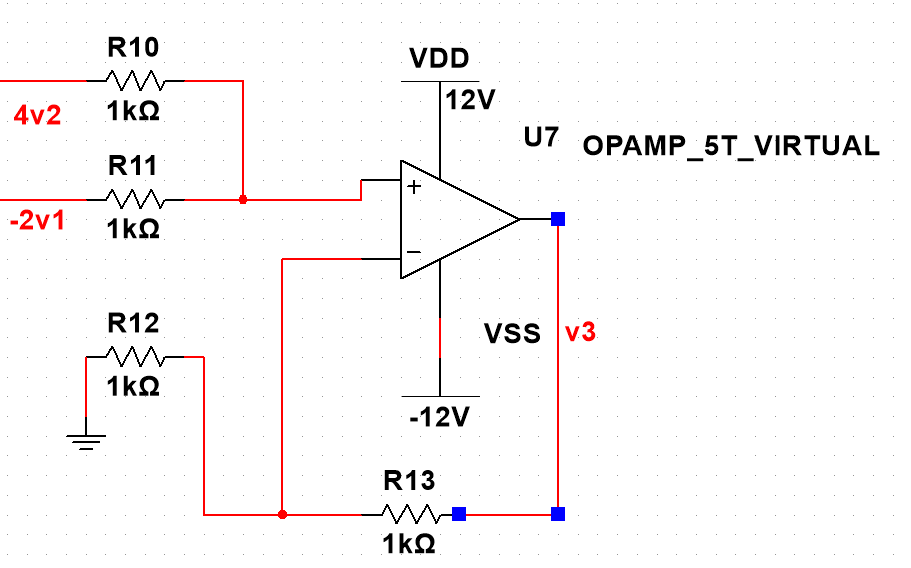 R10
1kΩ
4v2
R11
1kΩ
-2v1
VDD
12V
U7
OPAMP_5T_VIRTUAL
+
−
VSS
-12V
v3
R12
1kΩ
R13
1kΩ